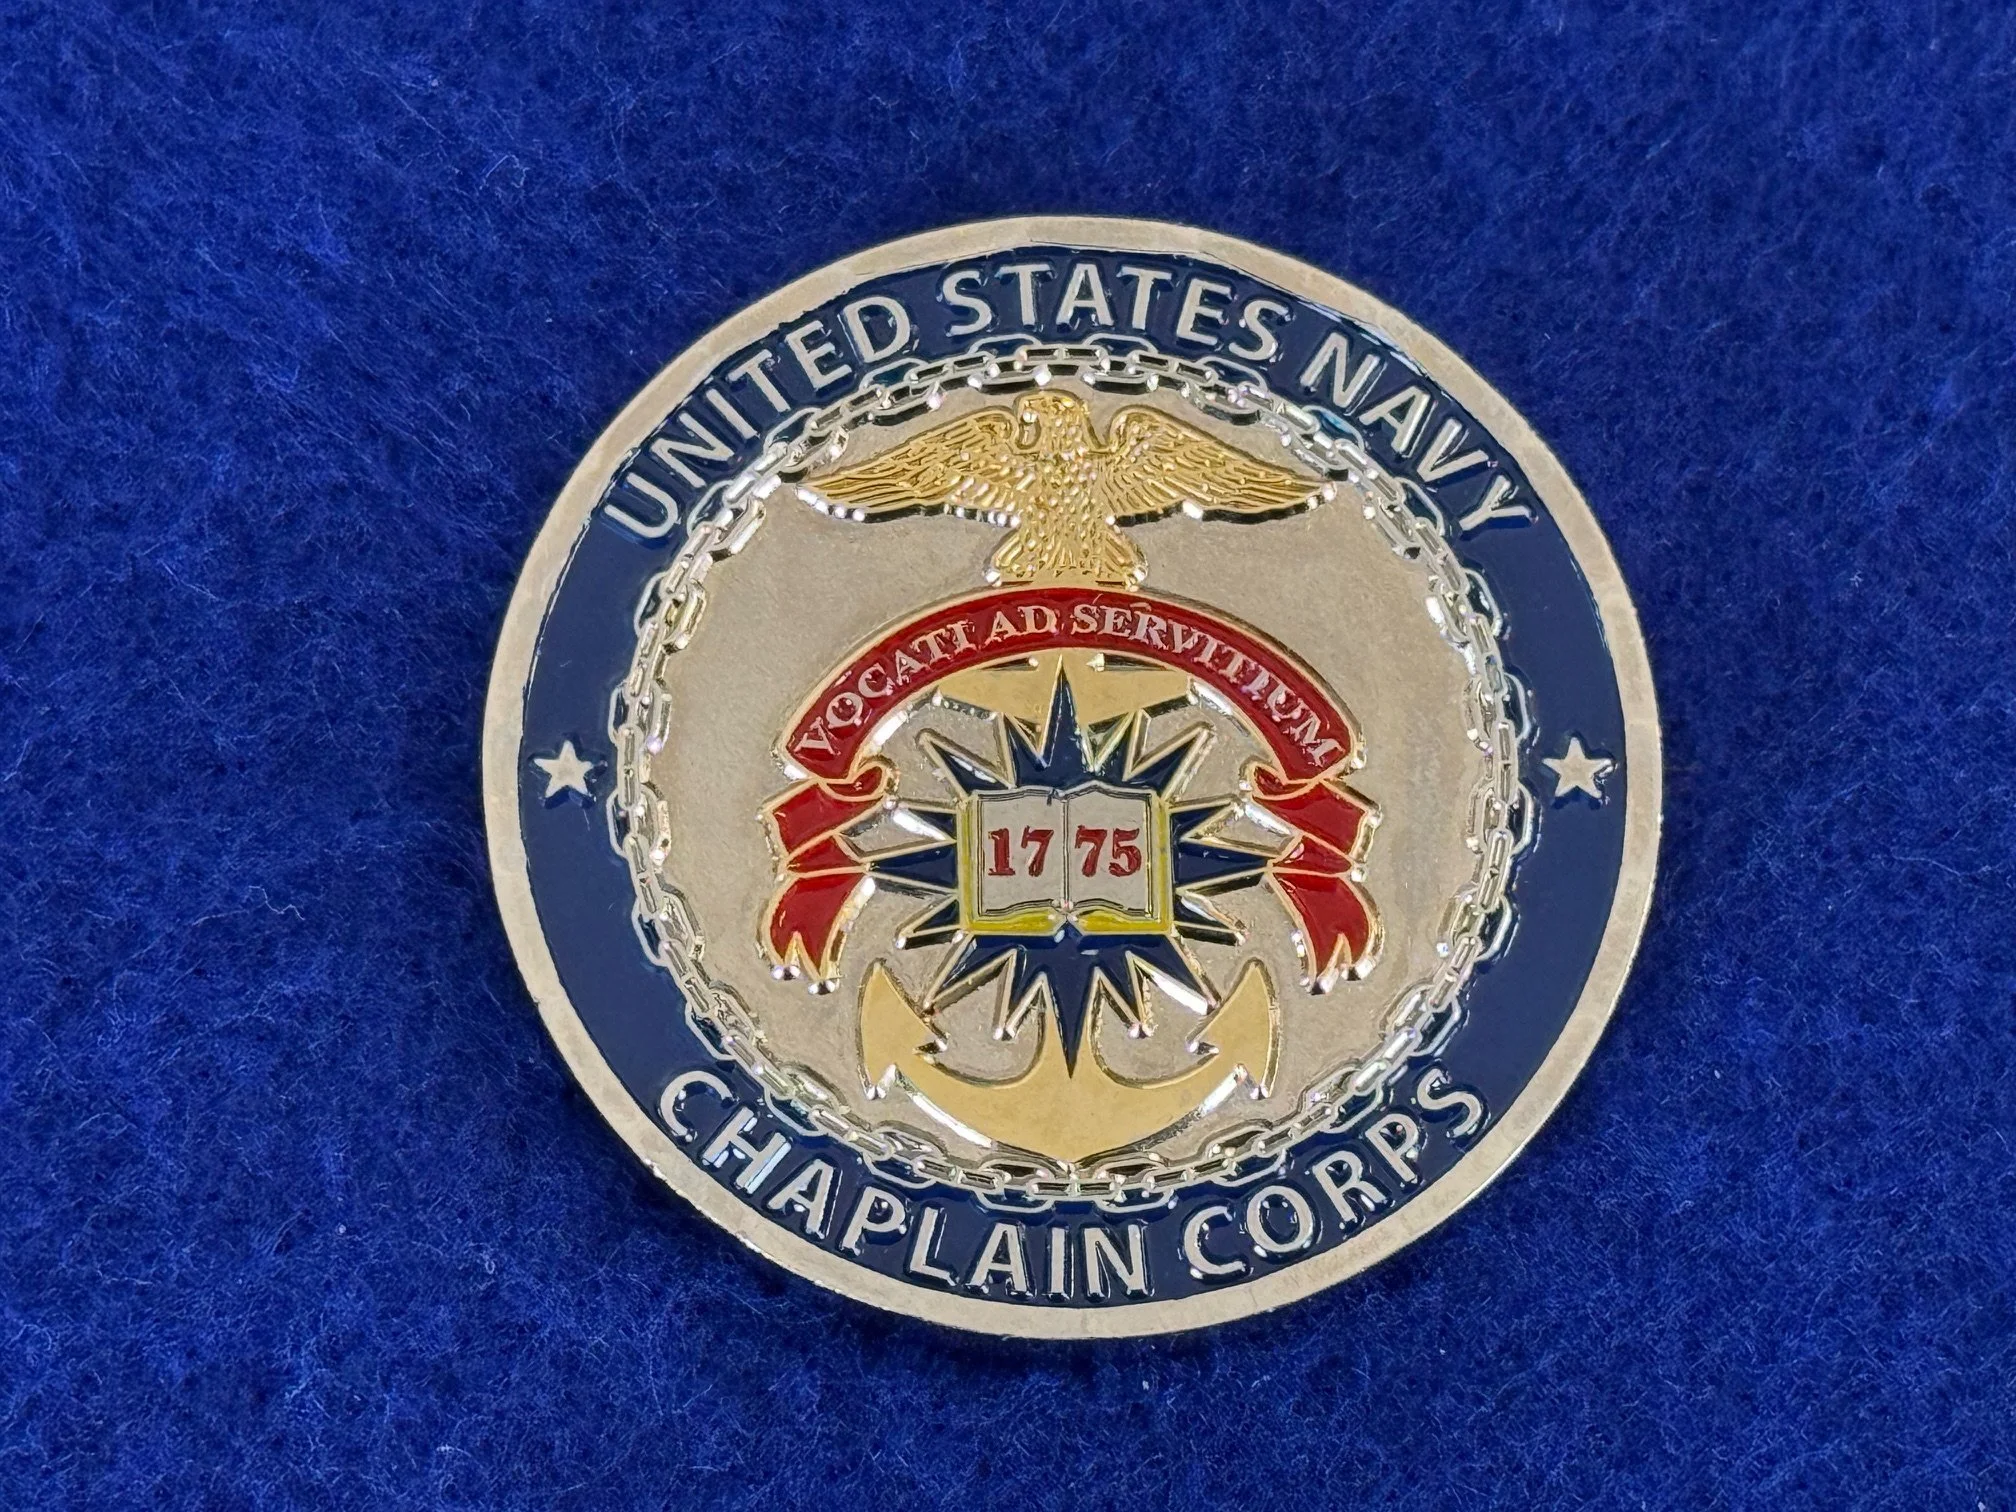 UNITED STATES NAVY
VOCATI AD SERVITIUM
17 75
CHAPLAIN CORPS